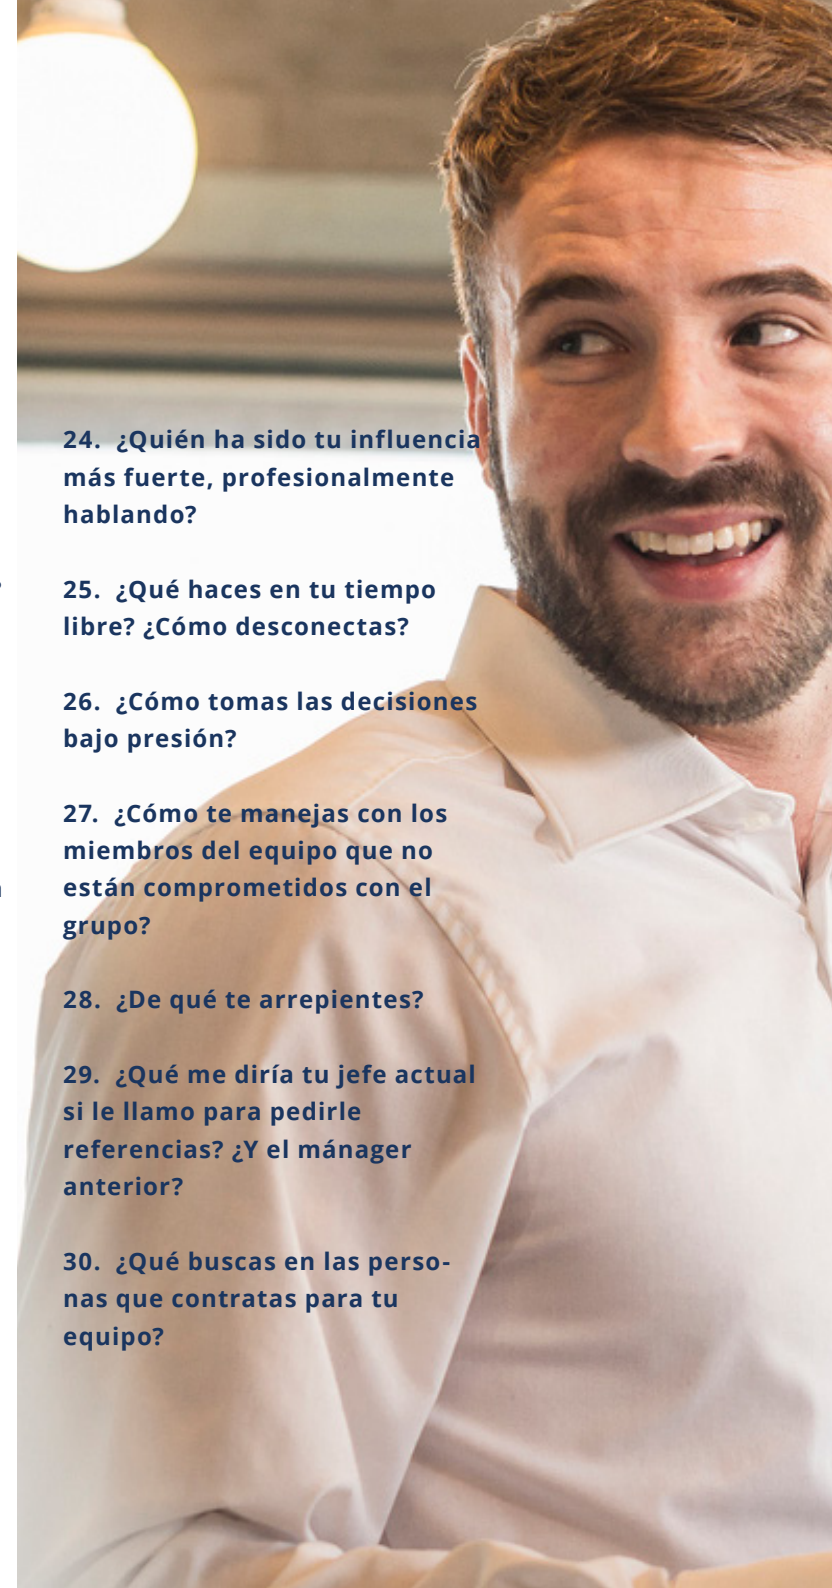 24. ¿Quién ha sido tu influencia
más fuerte, profesionalmente
hablando?
25. ¿Qué haces en tu tiempo
libre? ¿Cómo desconectas?
26. ¿Cómo tomas las decisiones
bajo presión?
27. ¿Cómo te manejas con los
miembros del equipo que no
están comprometidos con el
grupo?
28. ¿De qué te arrepientes?
29. ¿Qué me diría tu jefe actual
si le llamo para pedirle
referencias? ¿Y el mánager
anterior?
30. ¿Qué buscas en las perso-
nas que contratas para tu
equipo?